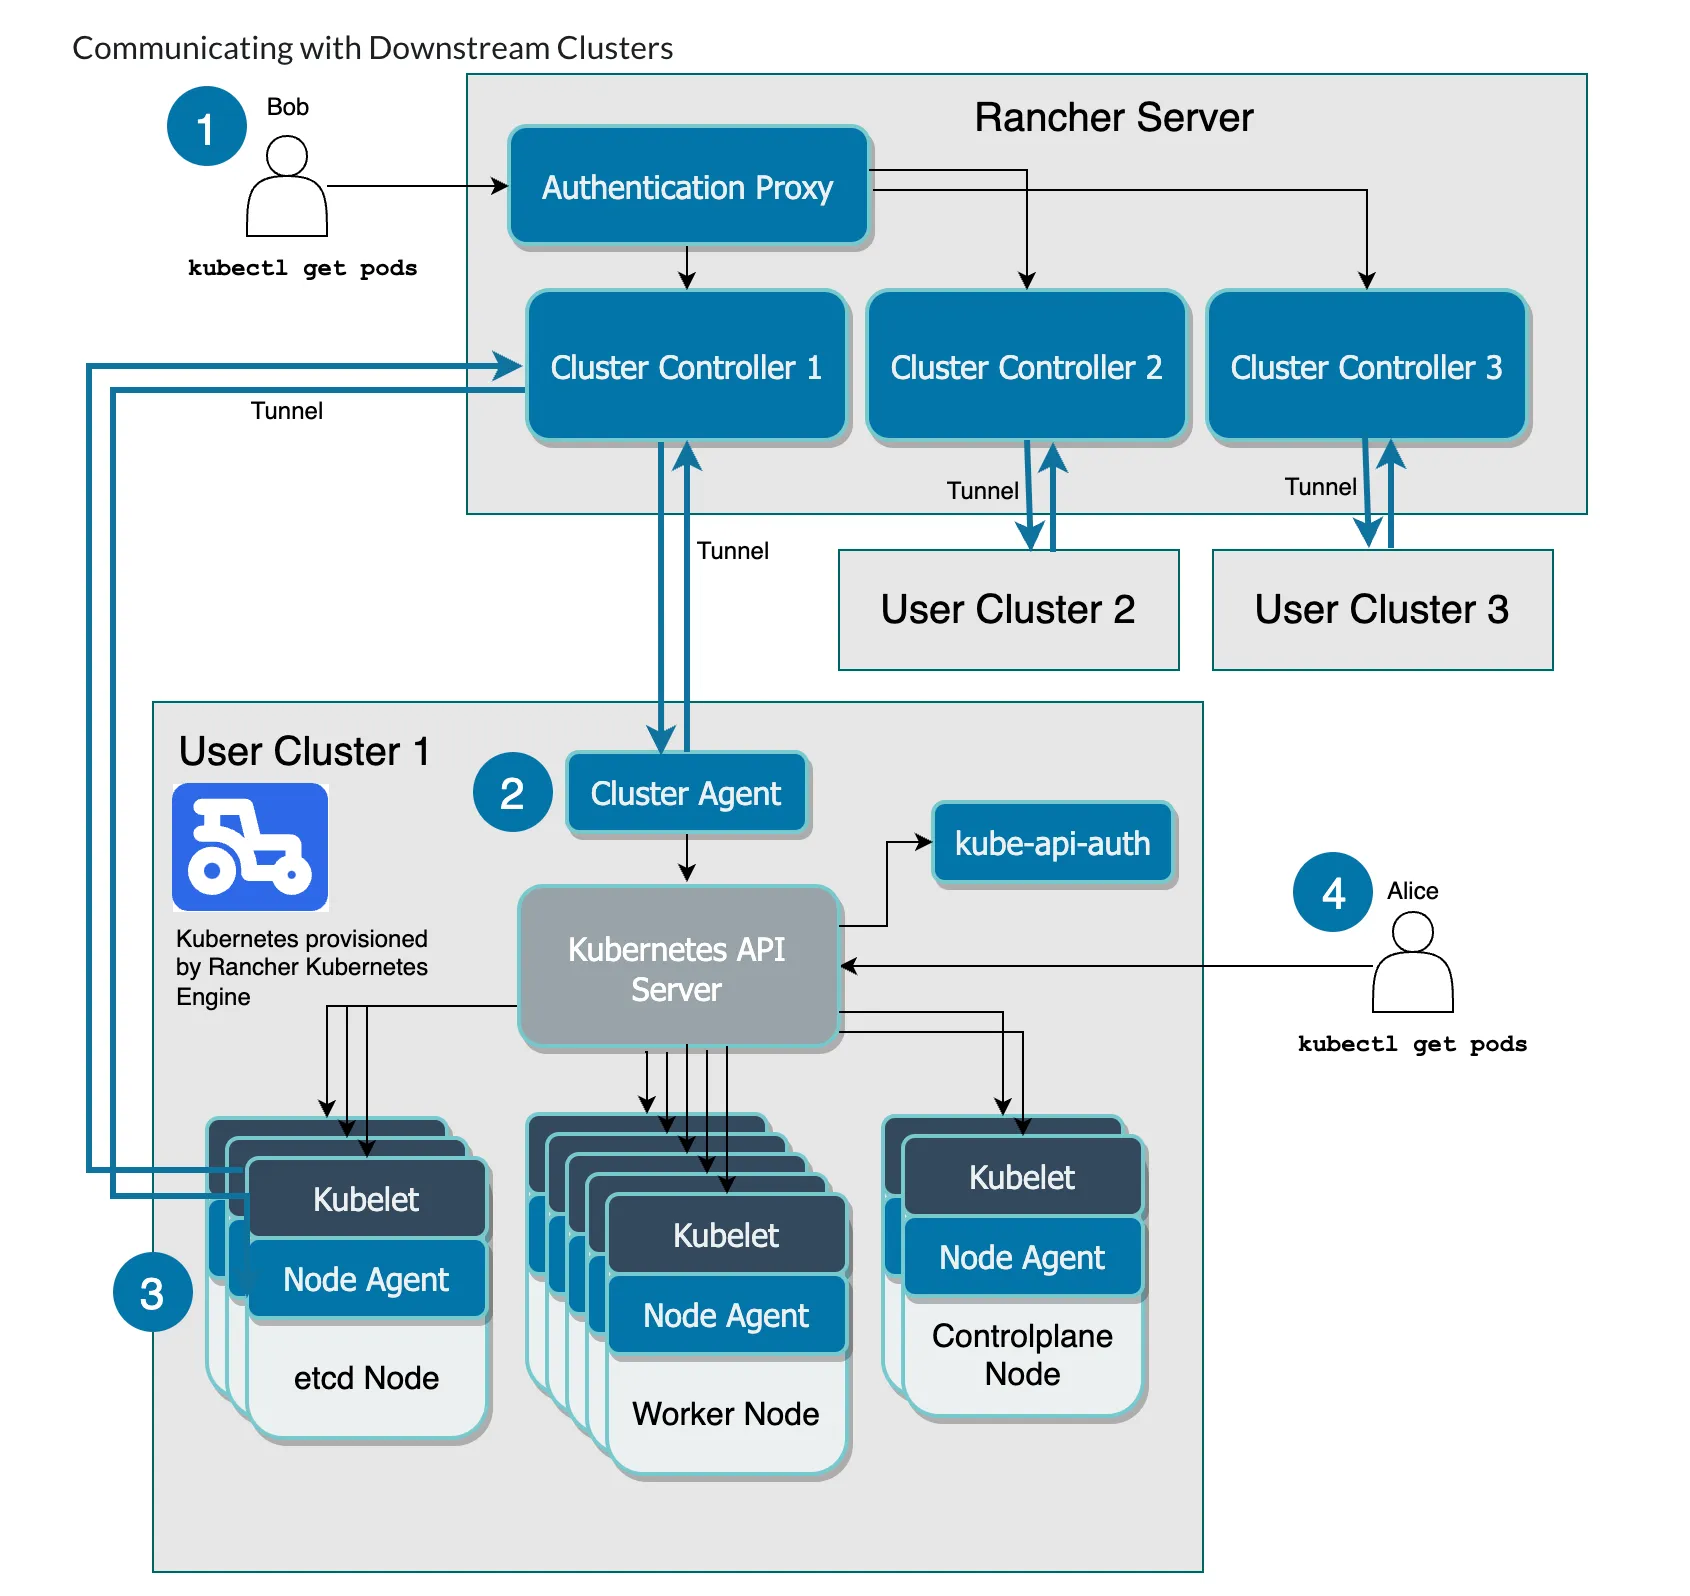 Communicating with Downstream Clusters
1
Bob
kubectl get pods
Rancher Server
Authentication Proxy
Cluster Controller 1
Cluster Controller 2
Cluster Controller 3
Tunnel
Tunnel
Tunnel
Tunnel
User Cluster 2
User Cluster 3
User Cluster 1
Kubernetes provisioned
by Rancher Kubernetes
Engine
2
Cluster Agent
kube-api-auth
Kubernetes API
Server
4
Alice
kubectl get pods
3
Kubelet
Node Agent
etcd Node
Kubelet
Node Agent
Worker Node
Kubelet
Node Agent
Controlplane
Node